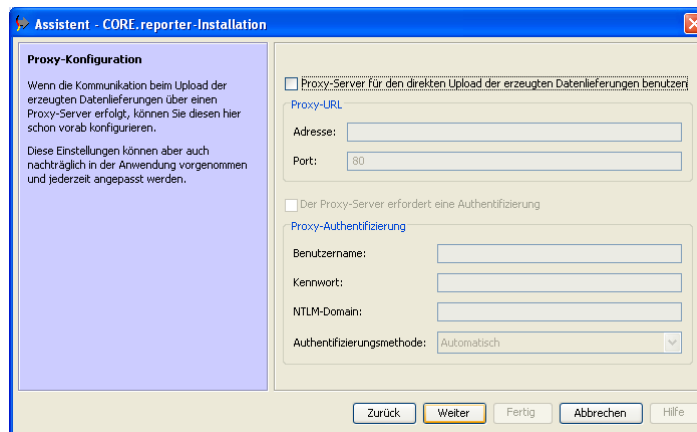 Assistent - CORE.reporter-Installation
Proxy-Konfiguration
Wenn die Kommunikation beim Upload der
erzeugten Datenlieferungen über einen
Proxy-Server erfolgt, können Sie diesen hier
schon vorab konfigurieren.
Diese Einstellungen können aber auch
nachträglich in der Anwendung vorgenommen
und jederzeit angepasst werden.
Proxy-Server für den direkten Upload der erzeugten Datenlieferungen benutzen
Proxy-URL
Adresse:
Port: 80
Der Proxy-Server erfordert eine Authentifizierung
Proxy-Authentifizierung
Benutzername:
Kennwort:
NTLM-Domain:
Authentifizierungsmethode: Automatisch
Zurück Weiter Fertig Abbrechen Hilfe